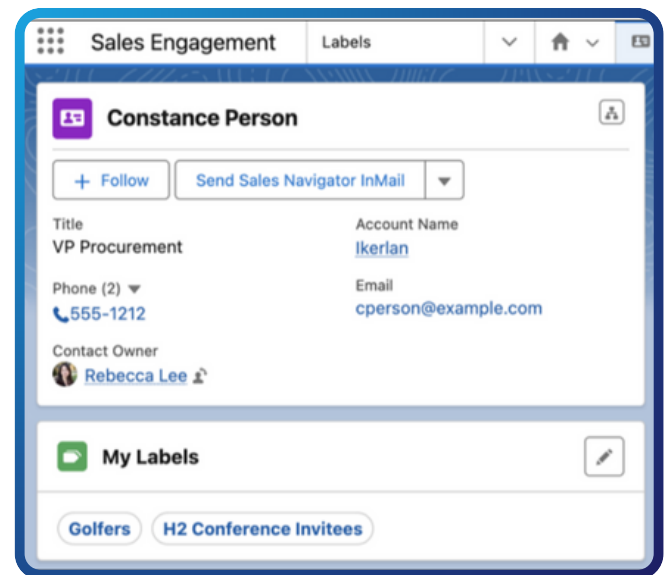 Sales Engagement Labels
Constance Person
+ Follow Send Sales Navigator InMail
Title
VP Procurement
Account Name
Ikerlan
Phone (2)
555-1212
Email
cperson@example.com
Contact Owner
Rebecca Lee
My Labels
Golfers H2 Conference Invitees